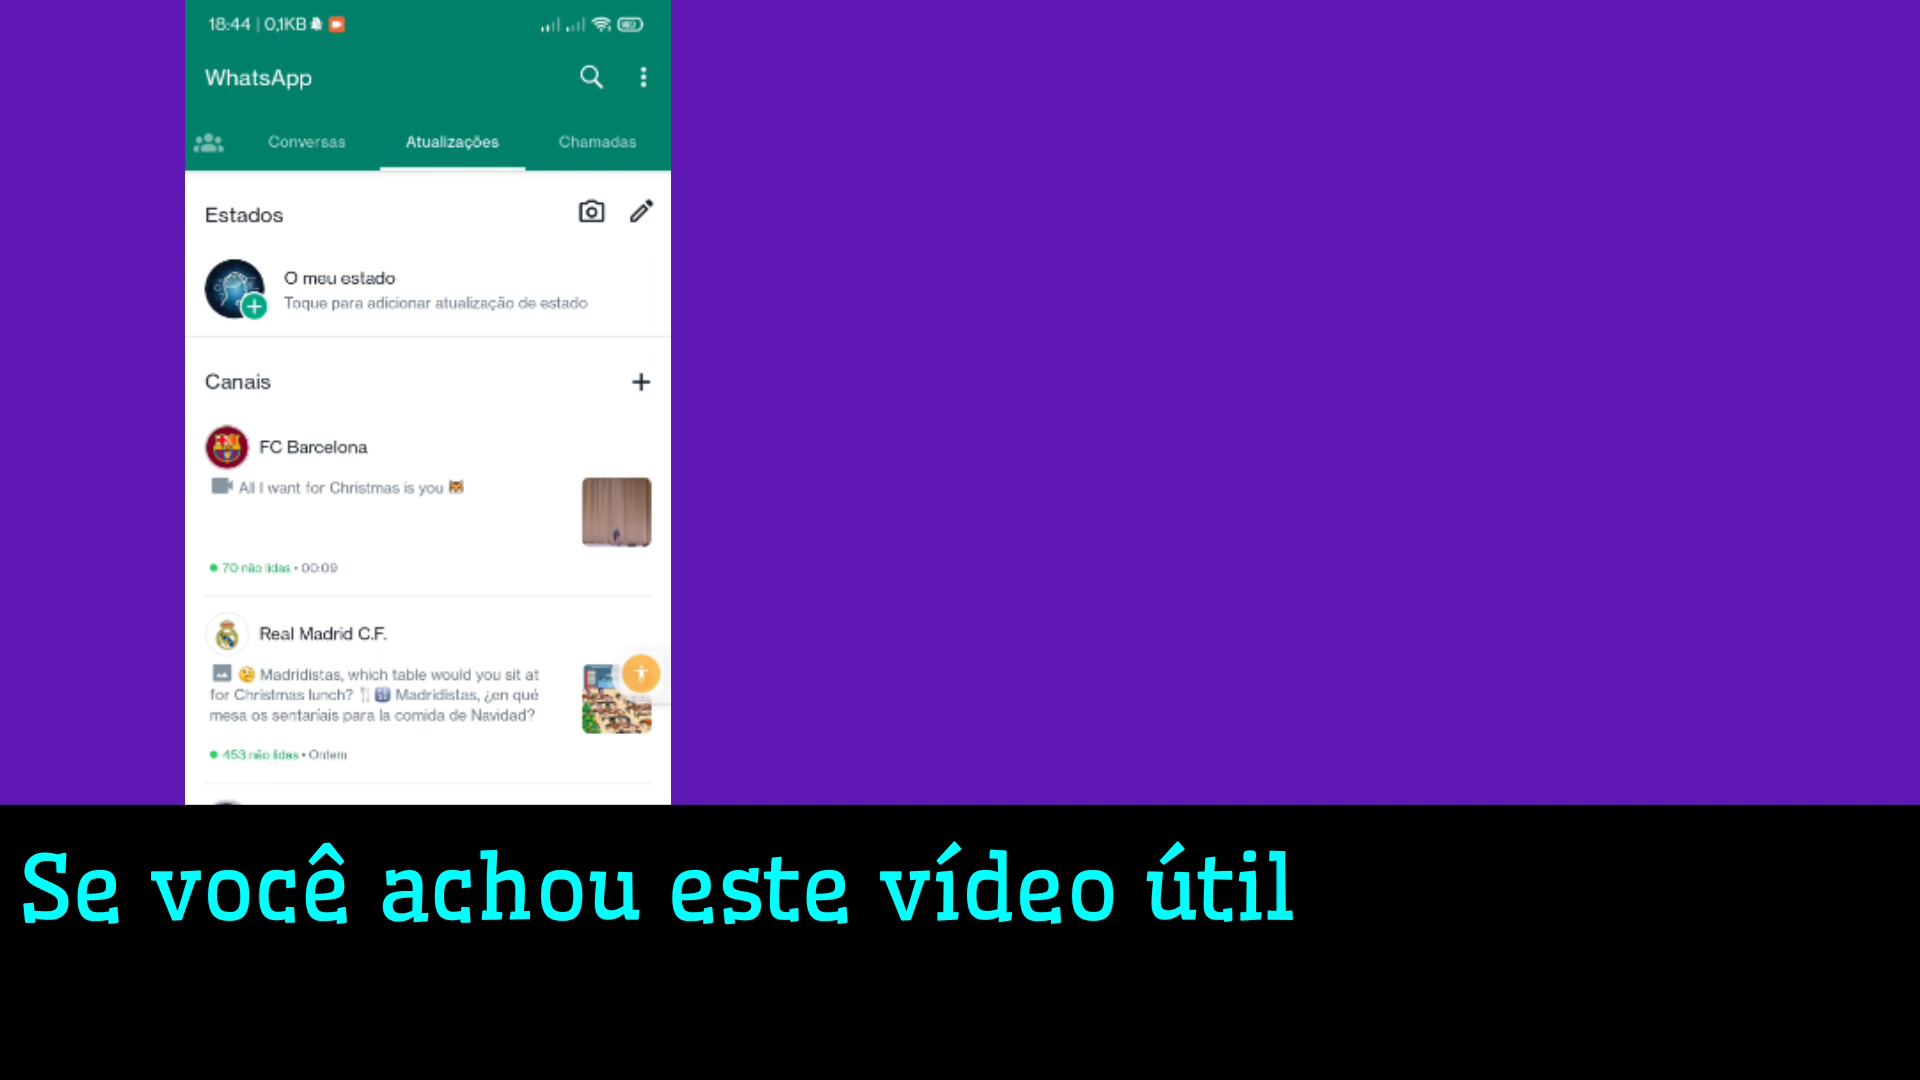 18:44 | 0,1KB
WhatsApp
Conversas
Atualizações
Chamadas
Estados
O meu estado
Toque para adicionar atualização de estado
Canais
FC Barcelona
All I want for Christmas is you 🐯
70 não lidas • 00:09
Real Madrid C.F.
🧐 Madridistas, which table would you sit at
for Christmas lunch? 🍴 🔠 Madridistas, ¿en qué
mesa os sentaríais para la comida de Navidad?
453 não lidas • Ontem
Se você achou este vídeo útil